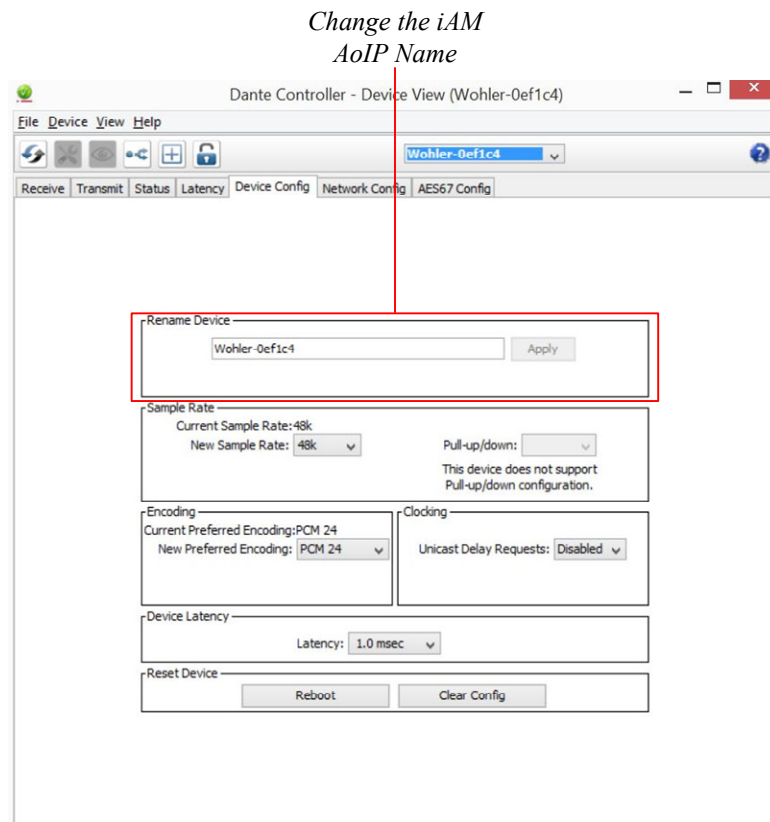 Change the iAM
AoIP Name
Dante Controller - Device View (Wohler-0ef1c4)
File Device View Help
Wohler-0ef1c4
Receive Transmit Status Latency Device Config Network Config AES67 Config
Rename Device
Wohler-0ef1c4 Apply
Sample Rate
Current Sample Rate:48k
New Sample Rate: 48k Pull-up/down:
This device does not support
Pull-up/down configuration.
Encoding Clocking
Current Preferred Encoding:PCM 24
New Preferred Encoding: PCM 24 Unicast Delay Requests: Disabled
Device Latency
Latency: 1.0 msec
Reset Device
Reboot Clear Config